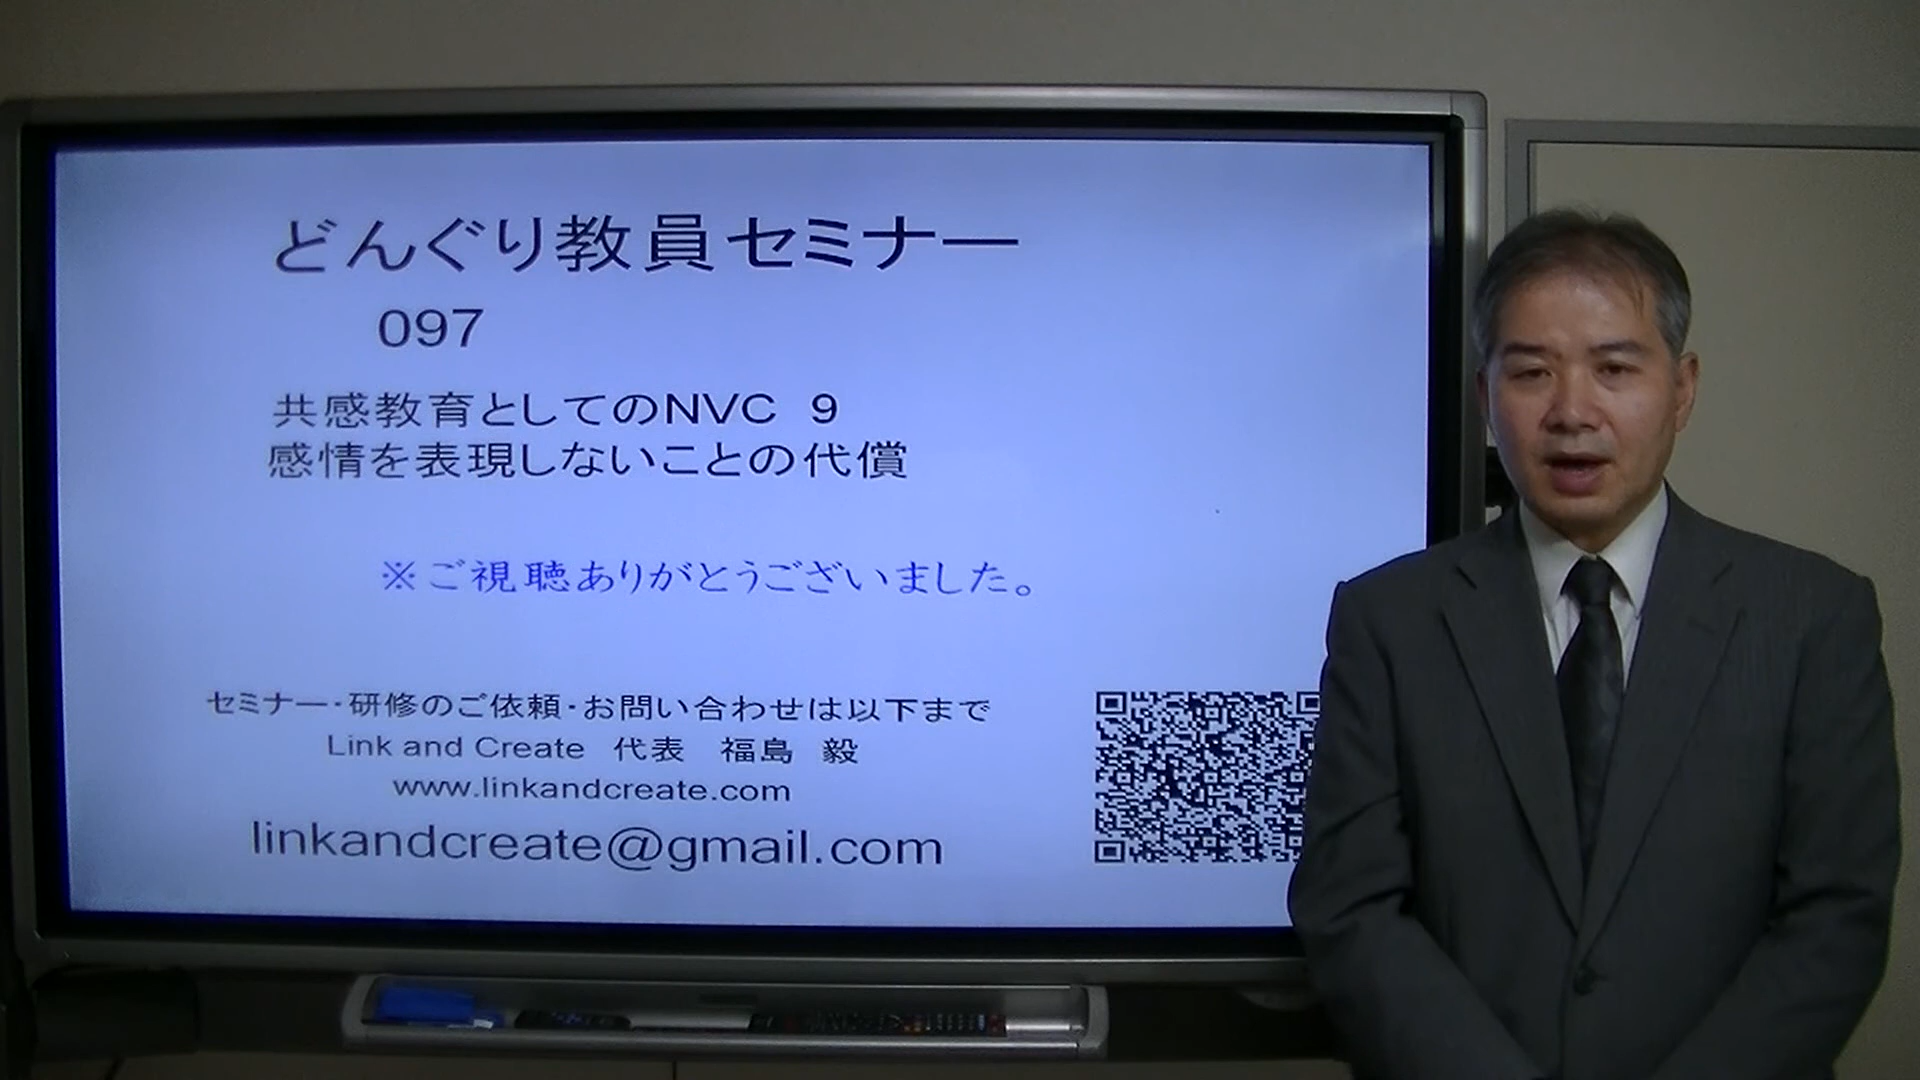 どんぐり教員セミナー
097
共感教育としてのNVC 9
感情を表現しないことの代償
※ご視聴ありがとうございました。
セミナー・研修のご依頼・お問い合わせは以下まで
Link and Create 代表 福島 毅
www.linkandcreate.com
linkandcreate@gmail.com